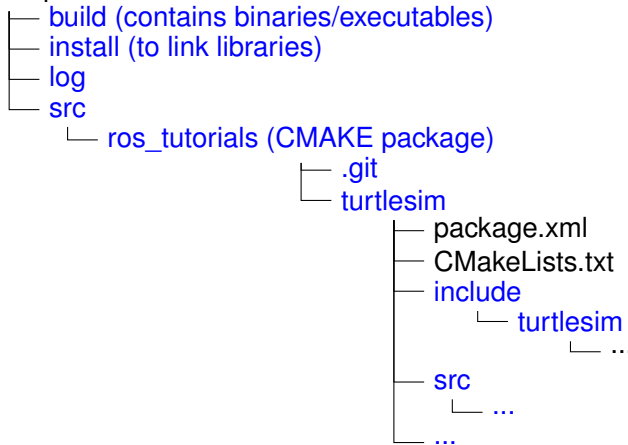 build (contains binaries/executables)
install (to link libraries)
log
src
ros_tutorials (CMAKE package)
.git
turtlesim
package.xml
CMakeLists.txt
include
turtlesim
...
src
...
...